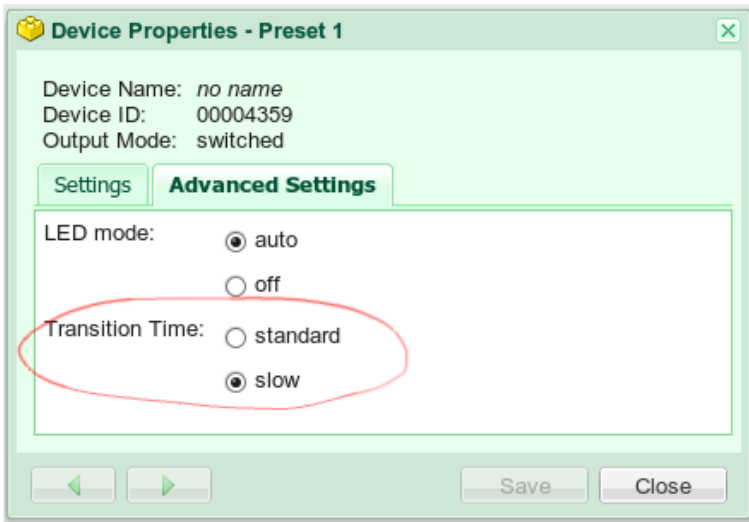 Device Properties - Preset 1
Device Name: no name
Device ID: 00004359
Output Mode: switched
Settings Advanced Settings
LED mode: auto
off
Transition Time: standard
slow
Save Close